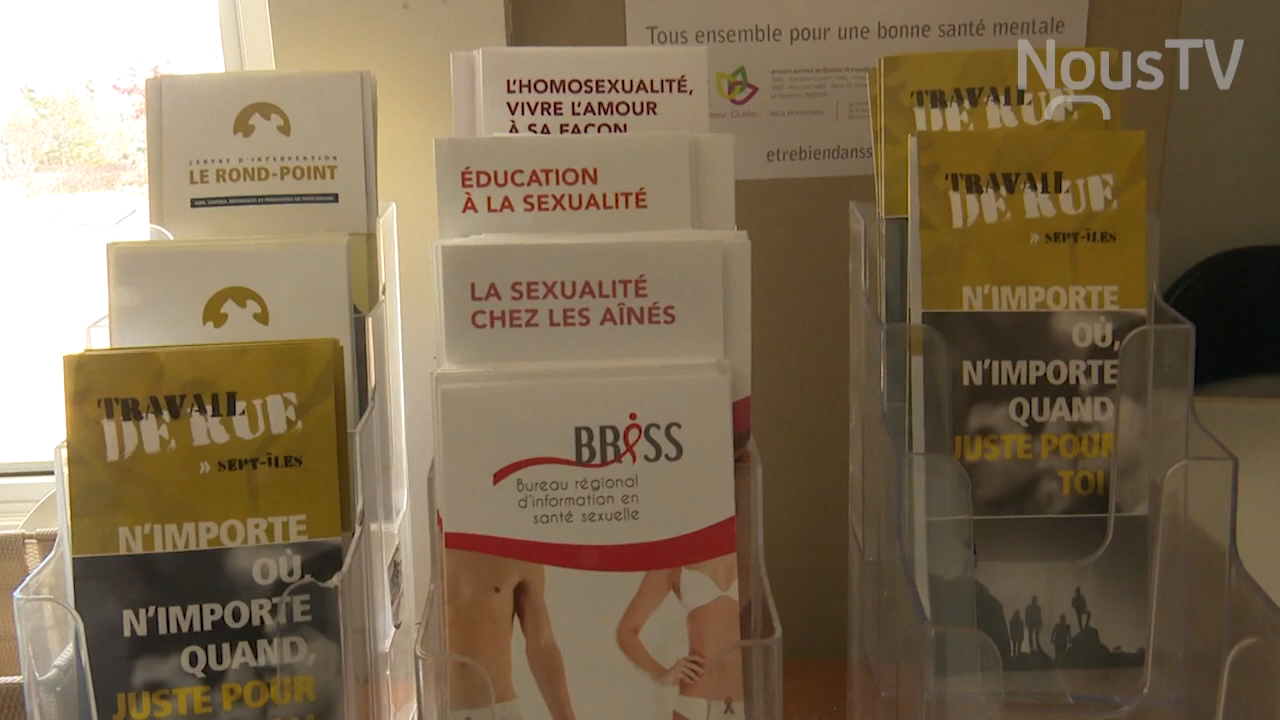 Tous ensemble pour une bonne santé mentale
NousTV
etrebiendanss
CENTRE D'INTERVENTION
LE ROND-POINT
TRAVAIL
DE RUE
» SEPT-ÎLES
N'IMPORTE
OÙ,
N'IMPORTE
QUAND,
JUSTE POUR
L'HOMOSEXUALITÉ,
VIVRE L'AMOUR
À SA FAÇON
ÉDUCATION
À LA SEXUALITÉ
LA SEXUALITÉ
CHEZ LES AÎNÉS
BRISS
Bureau régional
d'information en
santé sexuelle
TRAVAIL
DE RUE
TRAVAIL
DE RUE
» SEPT-ÎLES
N'IMPORTE
OÙ,
N'IMPORTE
QUAND
JUSTE POUR
TOI